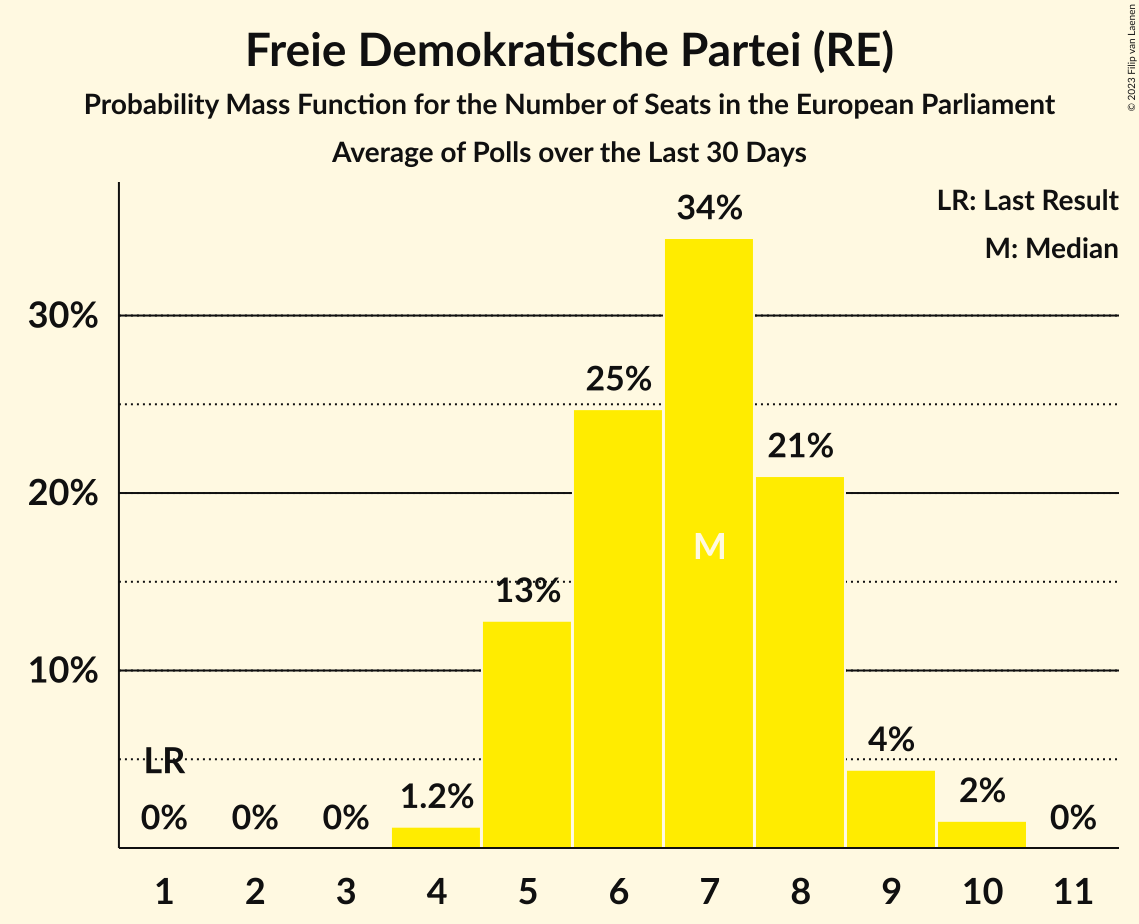 Freie Demokratische Partei (RE)
Probability Mass Function for the Number of Seats in the European Parliament
Average of Polls over the Last 30 Days
© 2023 Filip van Laenen
LR: Last Result
M: Median
34%
30%
25%
21%
20%
M
13%
10%
LR
4%
1.2%
2%
0% 0% 0% 0%
1 2 3 4 5 6 7 8 9 10 11